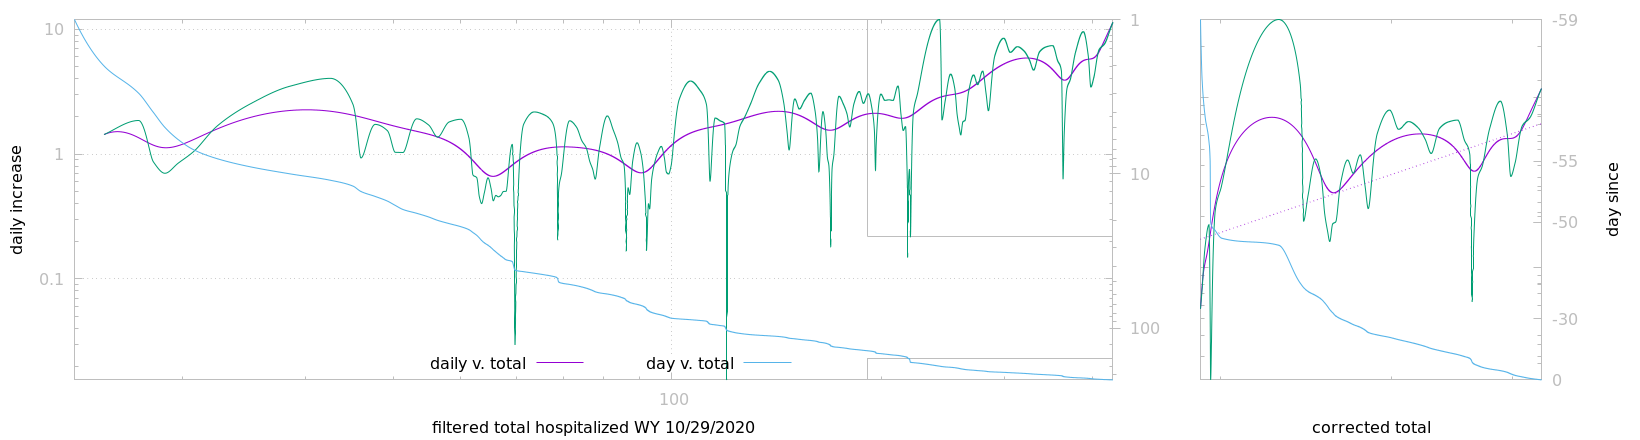 10
1
0.1
daily increase
daily v. total
day v. total
100
filtered total hospitalized WY 10/29/2020
1
10
100
-59
-55
-50
-30
0
day since
corrected total